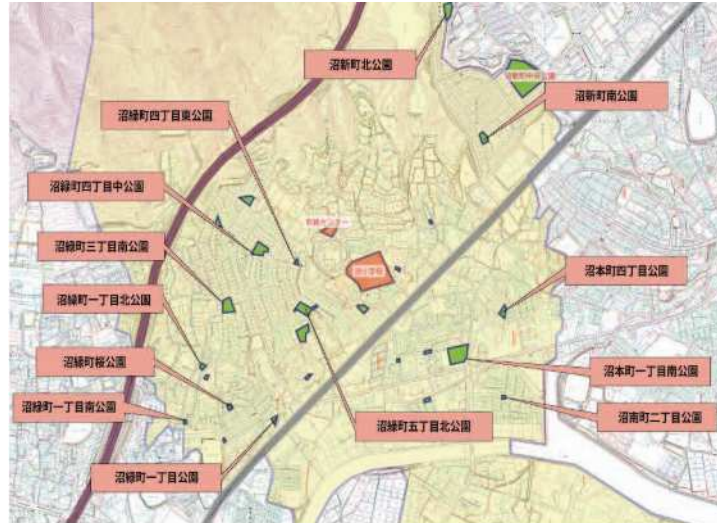 沼新町北公園
沼新町南公園
沼緑町四丁目東公園
沼緑町四丁目中公園
沼緑町三丁目南公園
沼本町四丁目公園
沼緑町一丁目北公園
沼緑町桜公園
沼本町一丁目南公園
沼緑町一丁目南公園
沼南町二丁目公園
沼緑町五丁目北公園
沼緑町一丁目公園